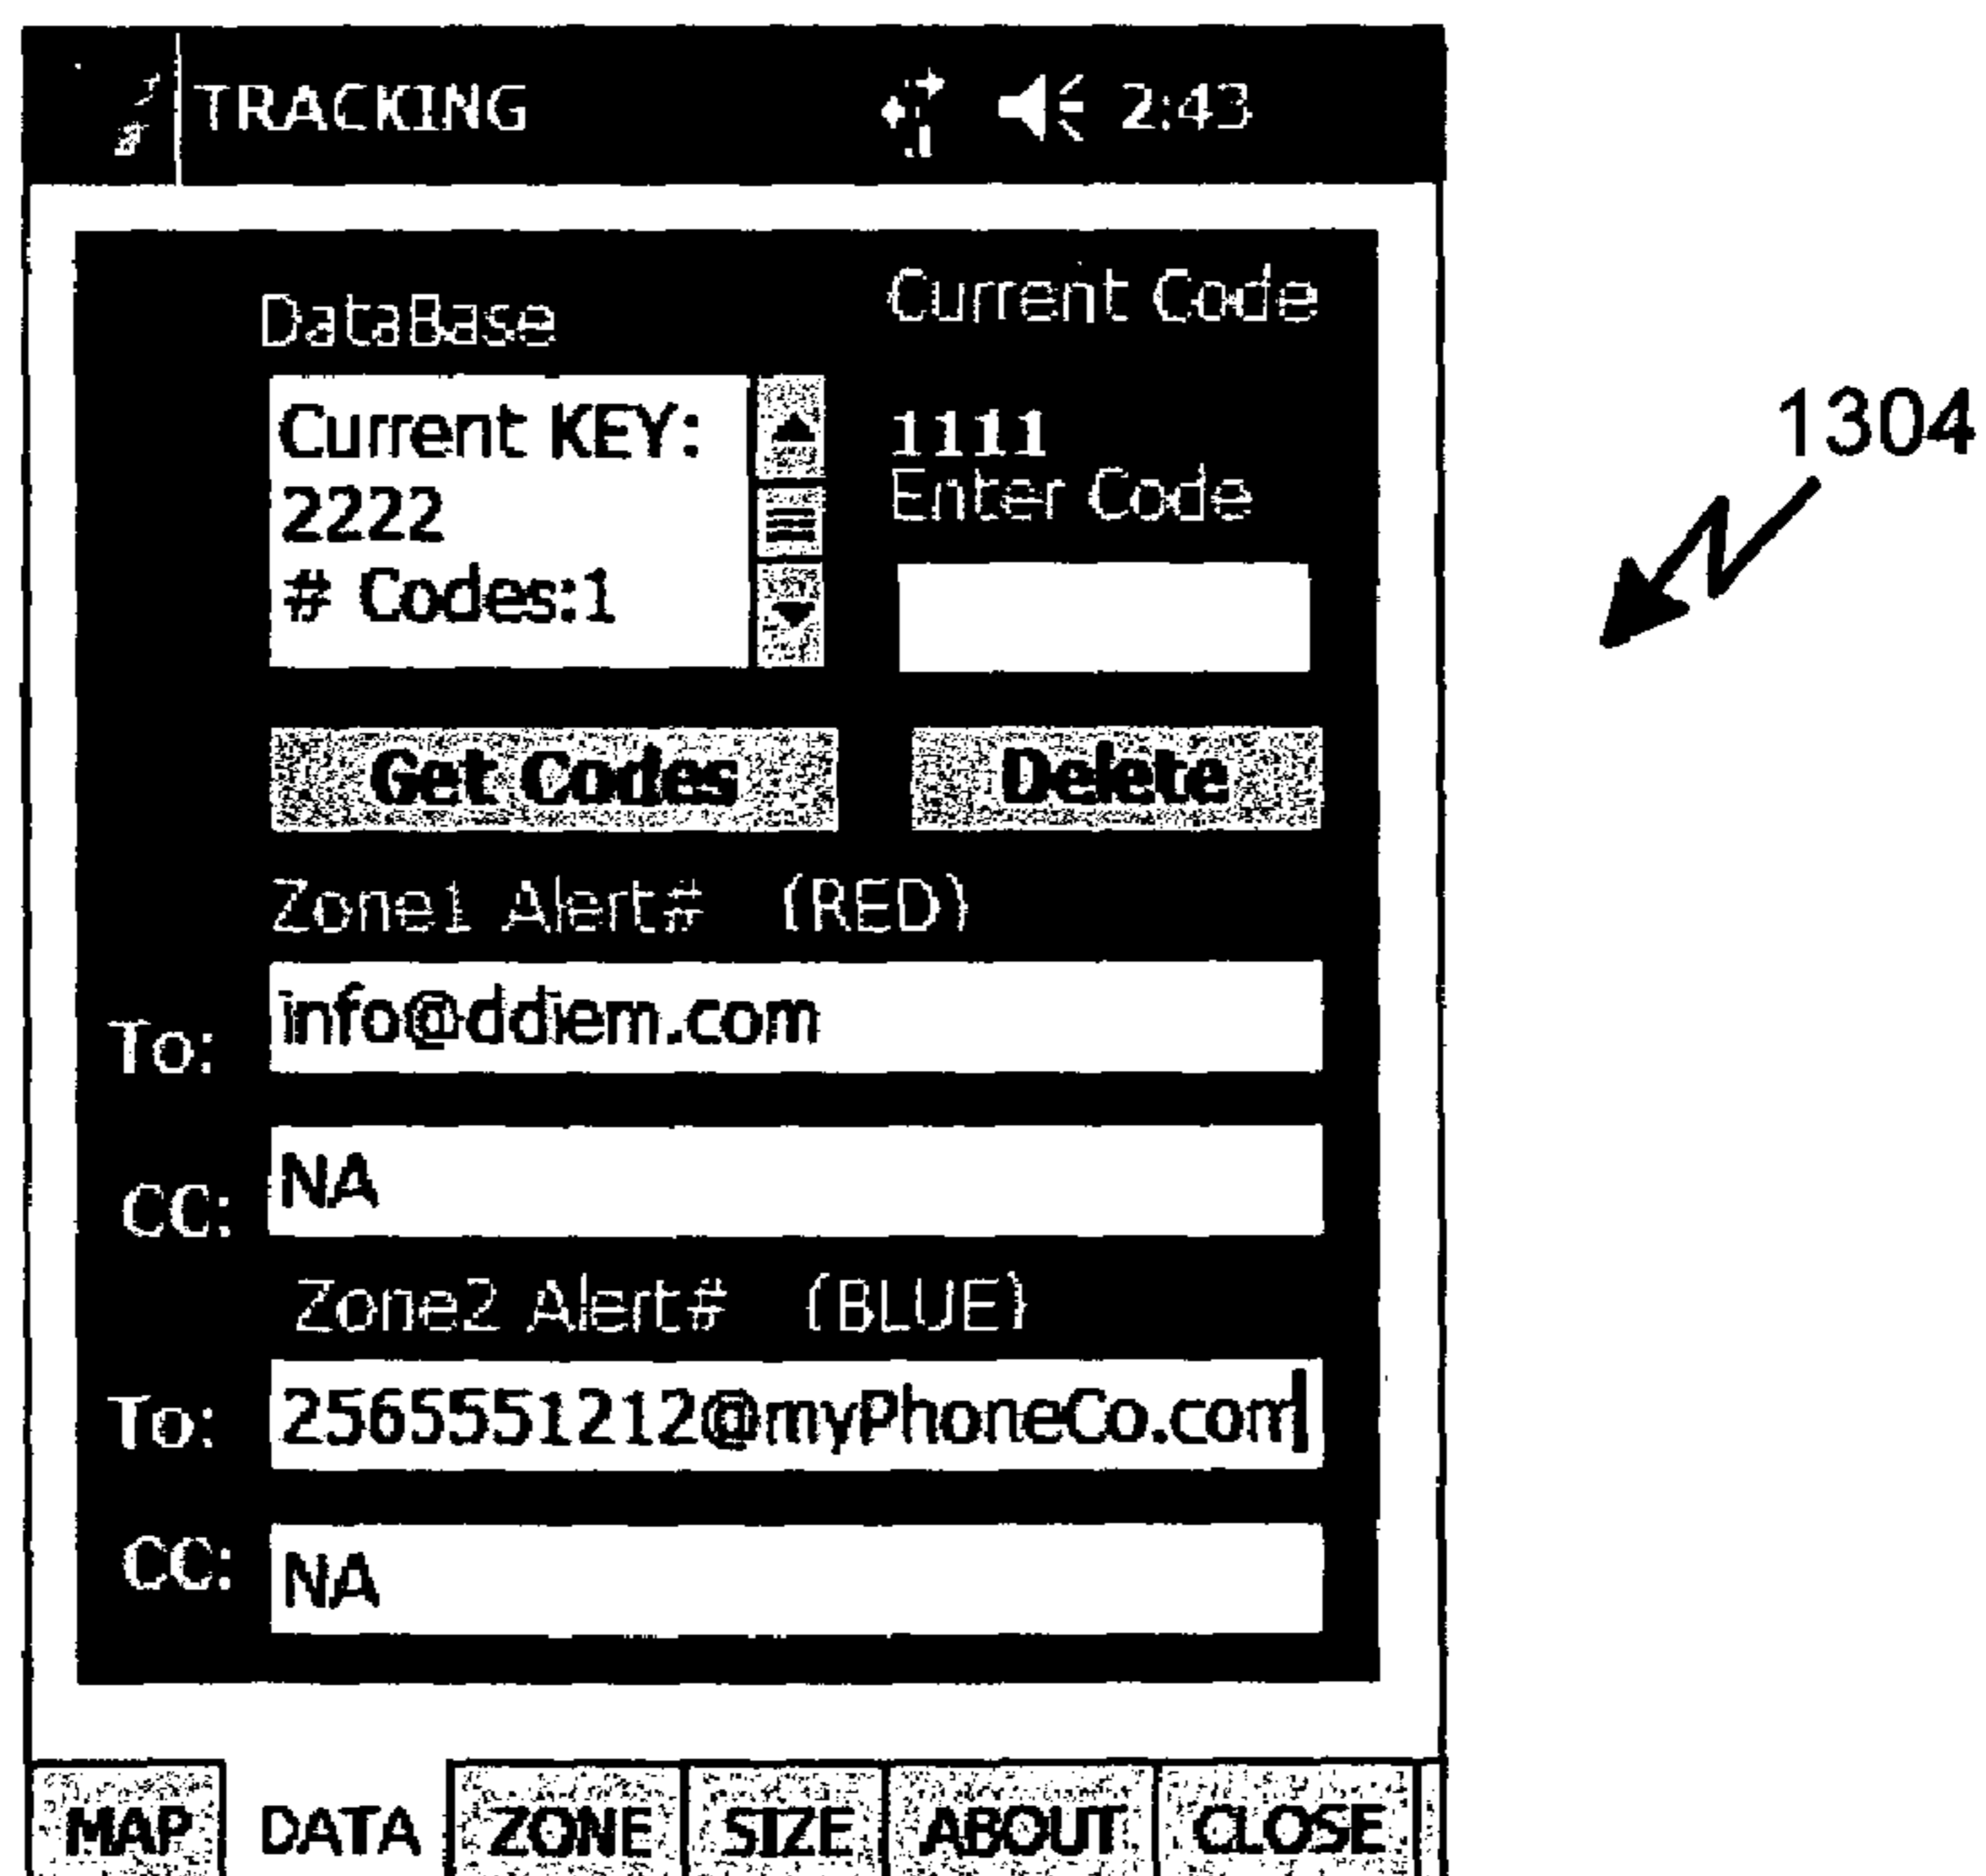 TRACKING 2:43
DataBase
Current Code
Current KEY:
2222
# Codes:1
1111
Enter Code
Get Codes
Delete
Zone1 Alert# (RED)
To: info@ddiem.com
CC: NA
Zone2 Alert# (BLUE)
To: 2565551212@myPhoneCo.com
CC: NA
MAP DATA ZONE SIZE ABOUT CLOSE
1304